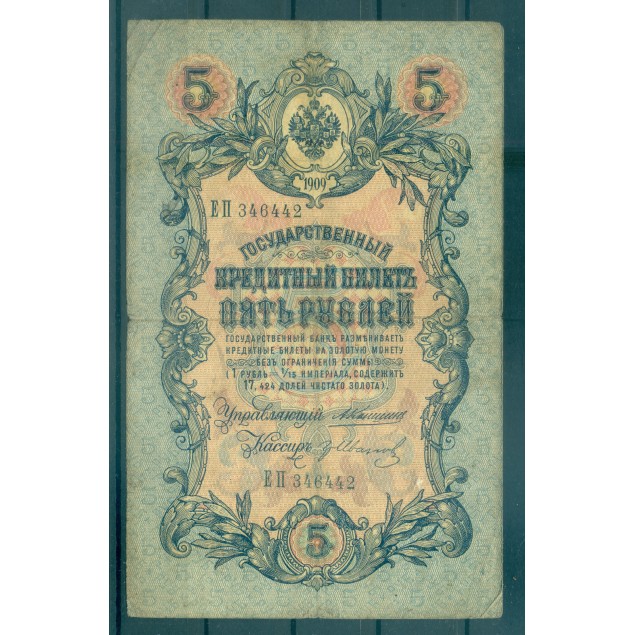 5 5
1909
ЕП 346442
ГОСУДАРСТВЕННЫЙ
КРЕДИТНЫЙ БИЛЕТЪ
ПЯТЬ РУБЛЕЙ
ГОСУДАРСТВЕННЫЙ БАНКЪ РАЗМѢНИВАЕТЪ
КРЕДИТНЫЕ БИЛЕТЫ НА ЗОЛОТУЮ МОНЕТУ
БЕЗЪ ОГРАНИЧЕНІЯ СУММЫ
(1 РУБЛЬ = 1/15 ИМПЕРІАЛА, СОДЕРЖИТЪ
17,424 ДОЛЕЙ ЧИСТАГО ЗОЛОТА).
Управляющій
Кассиръ
ЕП 346442
5